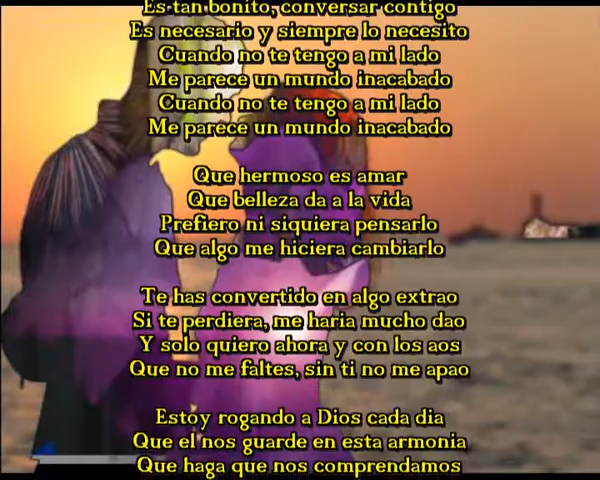 Es tan bonito, conversar contigo
Es necesario y siempre lo necesito
Cuando no te tengo a mi lado
Me parece un mundo inacabado
Cuando no te tengo a mi lado
Me parece un mundo inacabado
Que hermoso es amar
Que belleza da a la vida
Prefiero ni siquiera pensarlo
Que algo me hiciera cambiarlo
Te has convertido en algo extrao
Si te perdiera, me haria mucho dao
Y solo quiero ahora y con los aos
Que no me faltes, sin ti no me apao
Estoy rogando a Dios cada dia
Que el nos guarde en esta armonia
Que haga que nos comprendamos